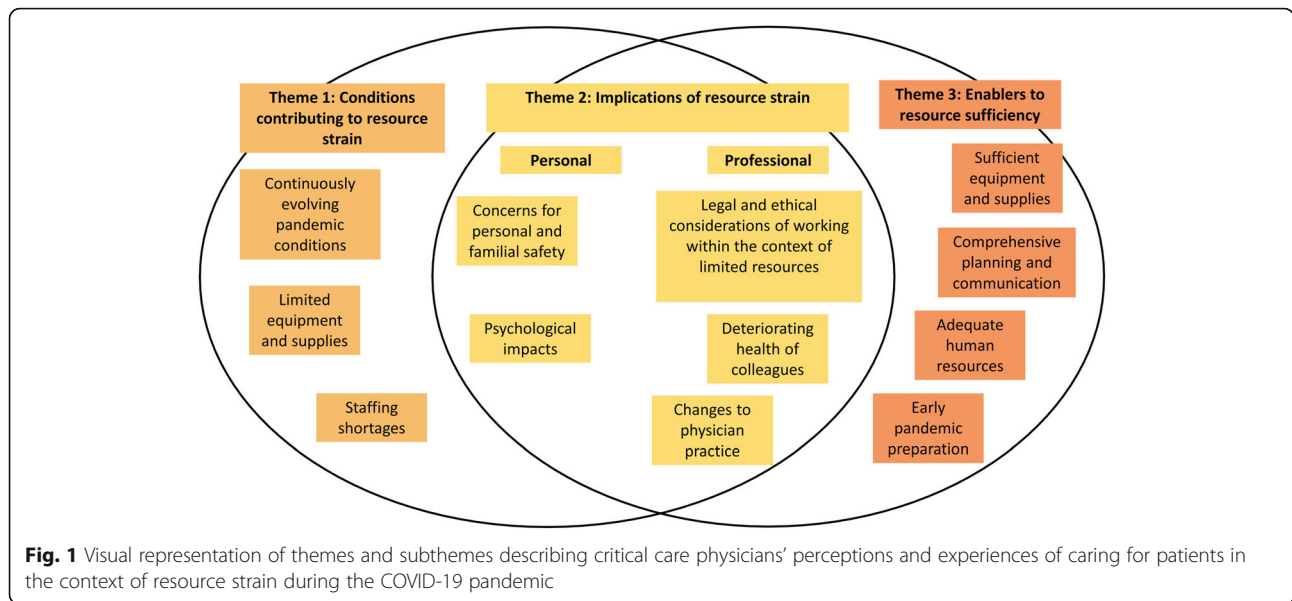 Theme 1: Conditions
contributing to resource
strain
Continuously
evolving
pandemic
conditions
Limited
equipment
and supplies
Staffing
shortages
Theme 2: Implications of resource strain
Personal
Concerns for
personal and
familial safety
Psychological
impacts
Professional
Legal and ethical
considerations of working
within the context of
limited resources
Deteriorating
health of
colleagues
Changes to
physician
practice
Theme 3: Enablers to
resource sufficiency
Sufficient
equipment
and supplies
Comprehensive
planning and
communication
Adequate
human
resources
Early
pandemic
preparation
Fig. 1 Visual representation of themes and subthemes describing critical care physicians’ perceptions and experiences of caring for patients in
the context of resource strain during the COVID-19 pandemic